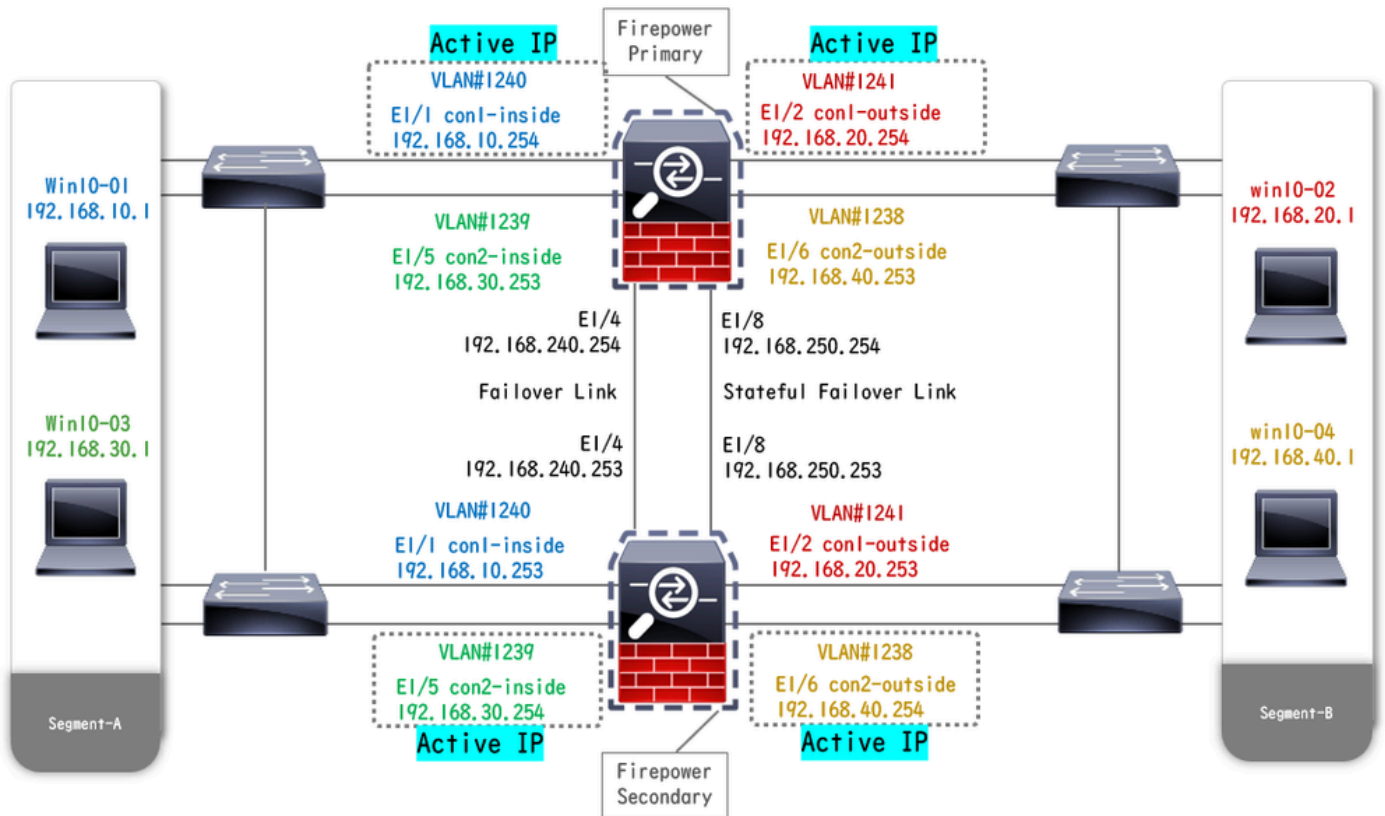 Active IP
VLAN#1240
E1/1 con1-inside
192.168.10.254
Firepower
Primary
Active IP
VLAN#1241
E1/2 con1-outside
192.168.20.254
Win10-01
192.168.10.1
VLAN#1239
E1/5 con2-inside
192.168.30.253
VLAN#1238
E1/6 con2-outside
192.168.40.253
win10-02
192.168.20.1
E1/4
192.168.240.254
E1/8
192.168.250.254
Failover Link
Stateful Failover Link
Win10-03
192.168.30.1
E1/4
192.168.240.253
E1/8
192.168.250.253
win10-04
192.168.40.1
VLAN#1240
E1/1 con1-inside
192.168.10.253
VLAN#1241
E1/2 con1-outside
192.168.20.253
VLAN#1239
E1/5 con2-inside
192.168.30.254
Active IP
VLAN#1238
E1/6 con2-outside
192.168.40.254
Active IP
Segment-A
Segment-B
Firepower
Secondary